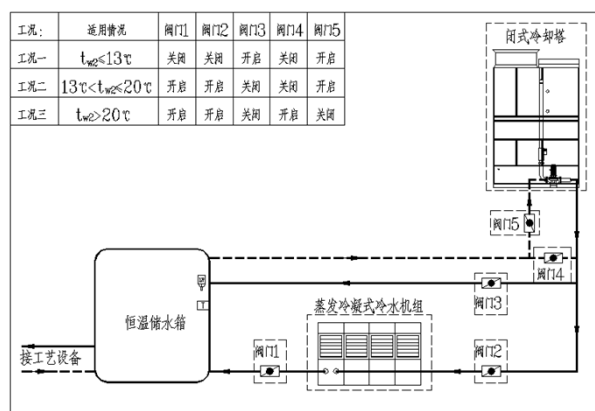 工况: 适用情况 阀门1 阀门2 阀门3 阀门4 阀门5
工况一 tw2≤13℃ 关闭 关闭 开启 关闭 开启
工况二 13℃<tw2≤20℃ 开启 开启 关闭 关闭 开启
工况三 tw2>20℃ 开启 开启 关闭 开启 关闭
闭式冷却塔
阀门5
阀门4
阀门3
蒸发冷凝式冷水机组
恒温储水箱
T
阀门1
阀门2
接工艺设备